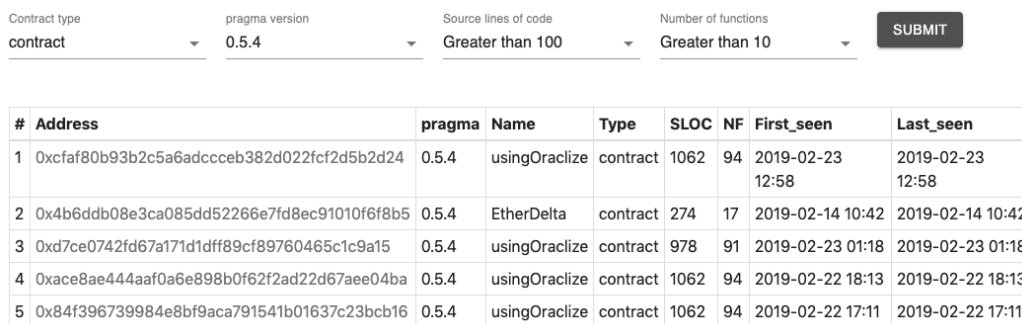 Contract type pragma version Source lines of code Number of functions
contract 0.5.4 Greater than 100 Greater than 10 SUBMIT
# Address pragma Name Type SLOC NF First_seen Last_seen
1 0xcfaf80b93b2c5a6adccceb382d022fcf2d5b2d24 0.5.4 usingOraclize contract 1062 94 2019-02-23 2019-02-23
12:58 12:58
2 0x4b6ddb08e3ca085dd52266e7fd8ec91010f6f8b5 0.5.4 EtherDelta contract 274 17 2019-02-14 10:42 2019-02-14 10:42
3 0xd7ce0742fd67a171d1dff89cf89760465c1c9a15 0.5.4 usingOraclize contract 978 91 2019-02-23 01:18 2019-02-23 01:18
4 0xace8ae444aaf0a6e898b0f62f2ad22d67aee04ba 0.5.4 usingOraclize contract 1062 94 2019-02-22 18:13 2019-02-22 18:13
5 0x84f396739984e8bf9aca791541b01637c23bcb16 0.5.4 usingOraclize contract 1062 94 2019-02-22 17:11 2019-02-22 17:11